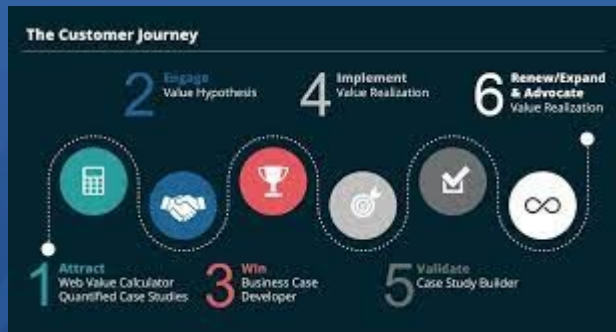 The Customer Journey
2 Engage
Value Hypothesis
4 Implement
Value Realization
6 Renew/Expand
& Advocate
Value Realization
1 Attract
Web Value Calculator
Quantified Case Studies
3 Win
Business Case
Developer
5 Validate
Case Study Builder